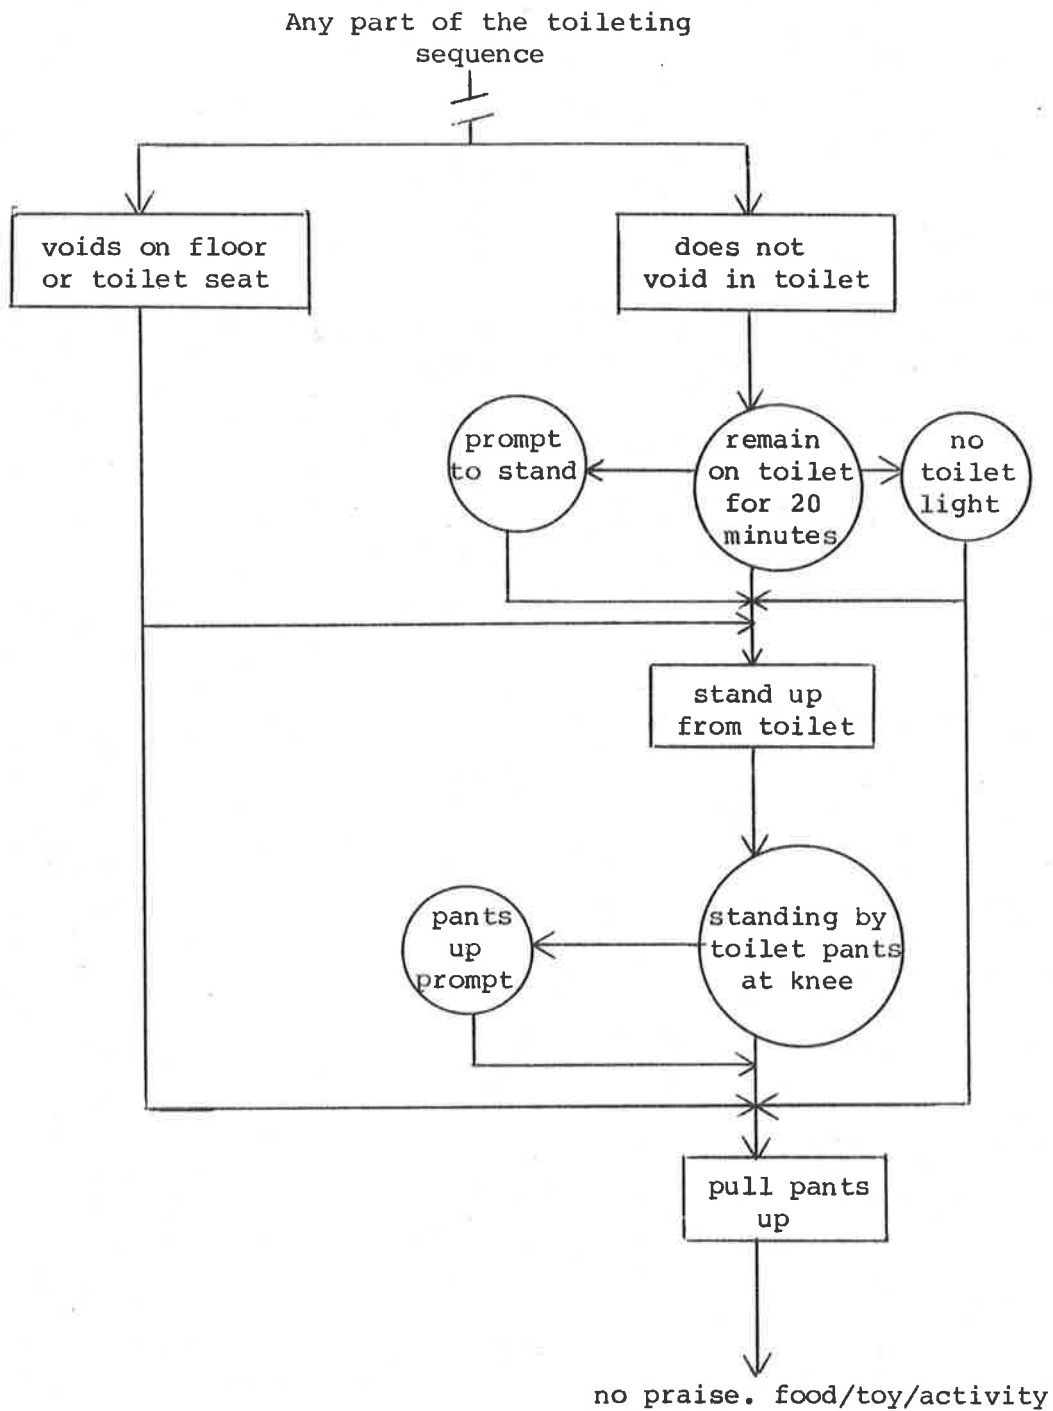 Any part of the toileting
sequence
voids on floor
or toilet seat
does not
void in toilet
prompt
to stand
remain
on toilet
for 20
minutes
no
toilet
light
stand up
from toilet
pants
up
prompt
standing by
toilet pants
at knee
pull pants
up
no praise. food/toy/activity